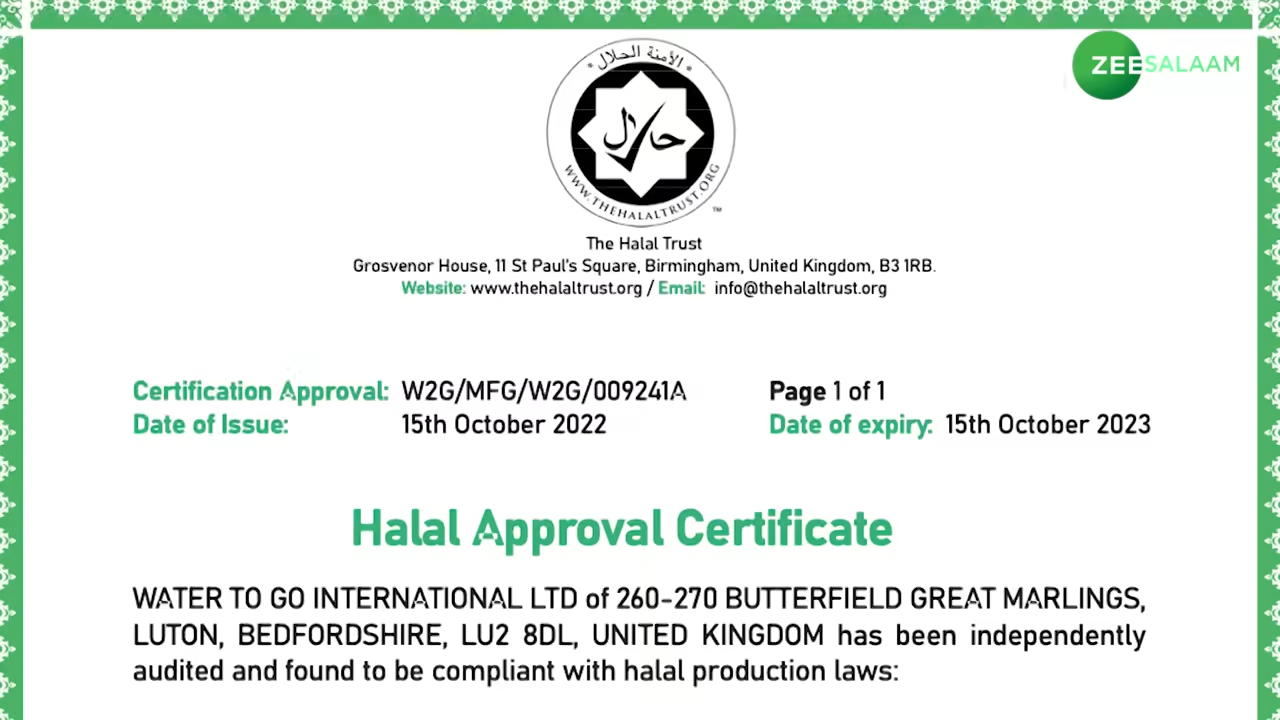 ZEESALAAM
* الأمنة الحلال *
حلال
WWW.THEHALALTRUST.ORG
TM
The Halal Trust
Grosvenor House, 11 St Paul's Square, Birmingham, United Kingdom, B3 1RB.
Website: www.thehalaltrust.org / Email: info@thehalaltrust.org
Certification Approval: W2G/MFG/W2G/009241A Page 1 of 1
Date of Issue: 15th October 2022 Date of expiry: 15th October 2023
Halal Approval Certificate
WATER TO GO INTERNATIONAL LTD of 260-270 BUTTERFIELD GREAT MARLINGS,
LUTON, BEDFORDSHIRE, LU2 8DL, UNITED KINGDOM has been independently
audited and found to be compliant with halal production laws: